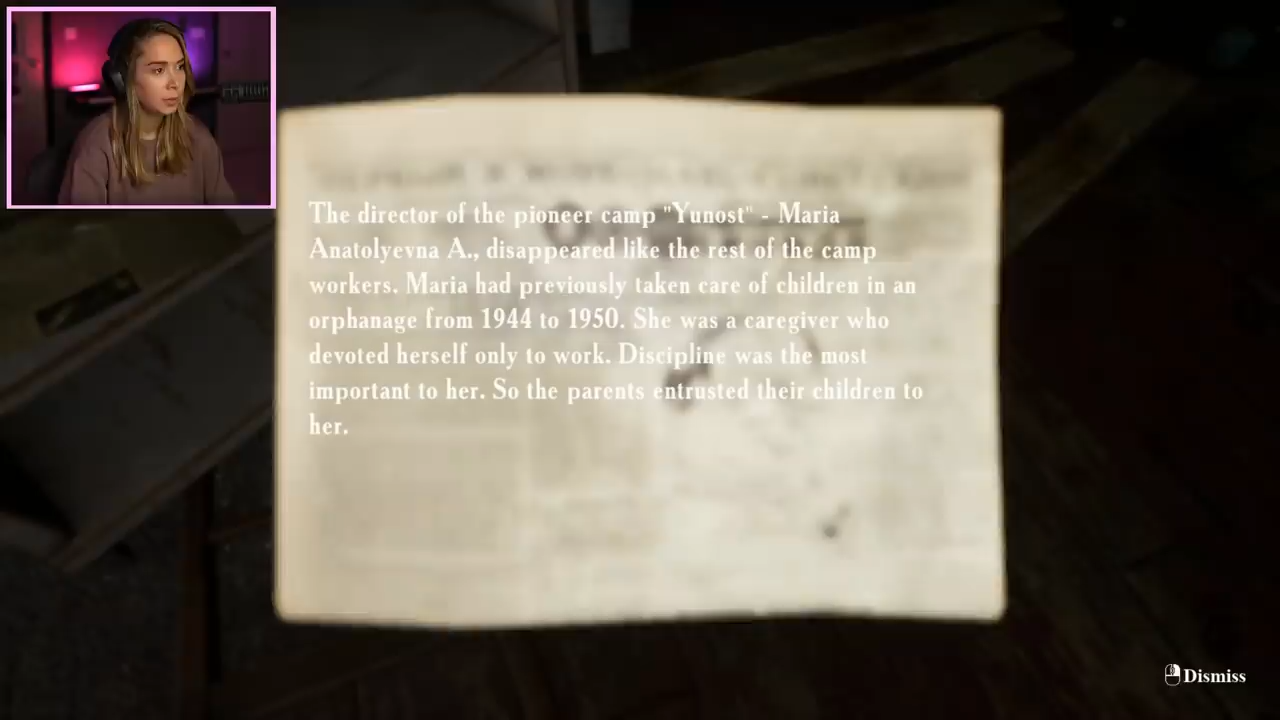 The director of the pioneer camp "Yunost" - Maria
Anatolyevna A., disappeared like the rest of the camp
workers. Maria had previously taken care of children in an
orphanage from 1944 to 1950. She was a caregiver who
devoted herself only to work. Discipline was the most
important to her. So the parents entrusted their children to
her.
Dismiss